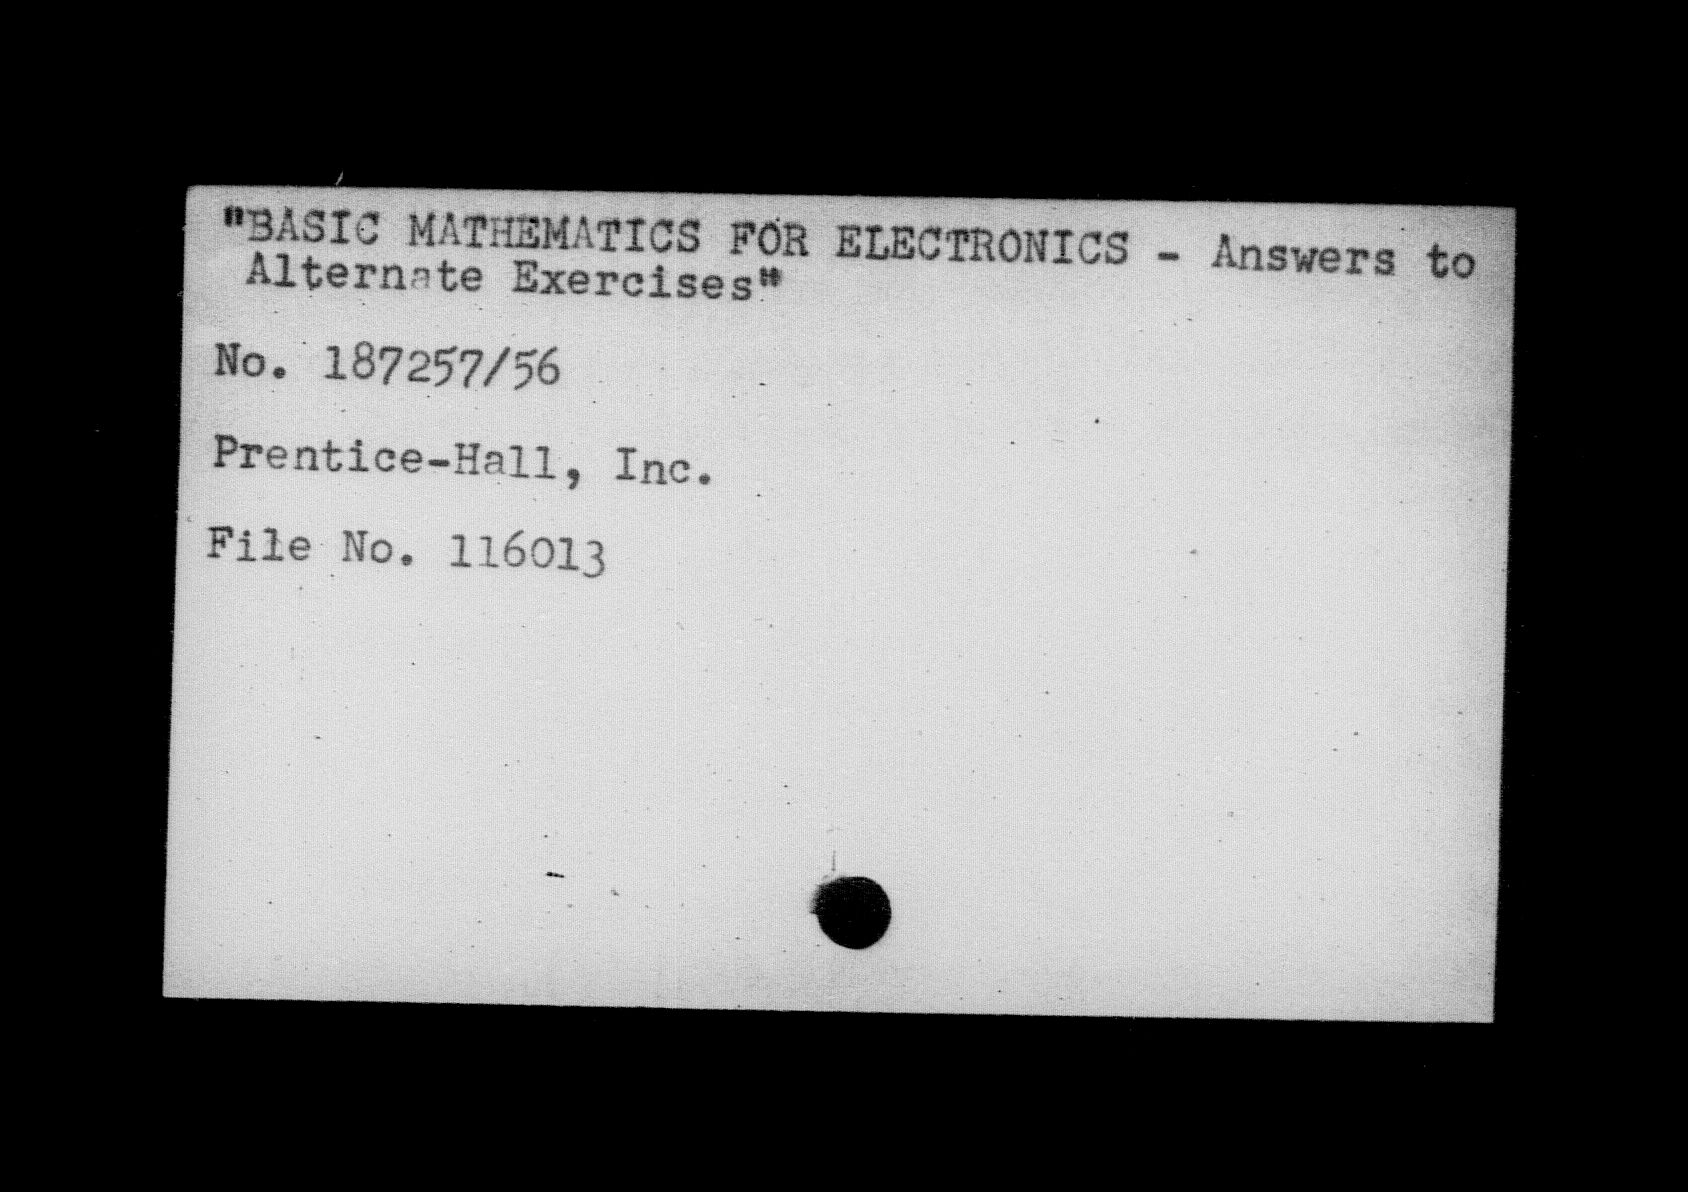 "BASIC MATHEMATICS FOR ELECTRONICS - Answers to
Alternate Exercises"
No. 187257/56
Prentice-Hall, Inc.
File No. 116013